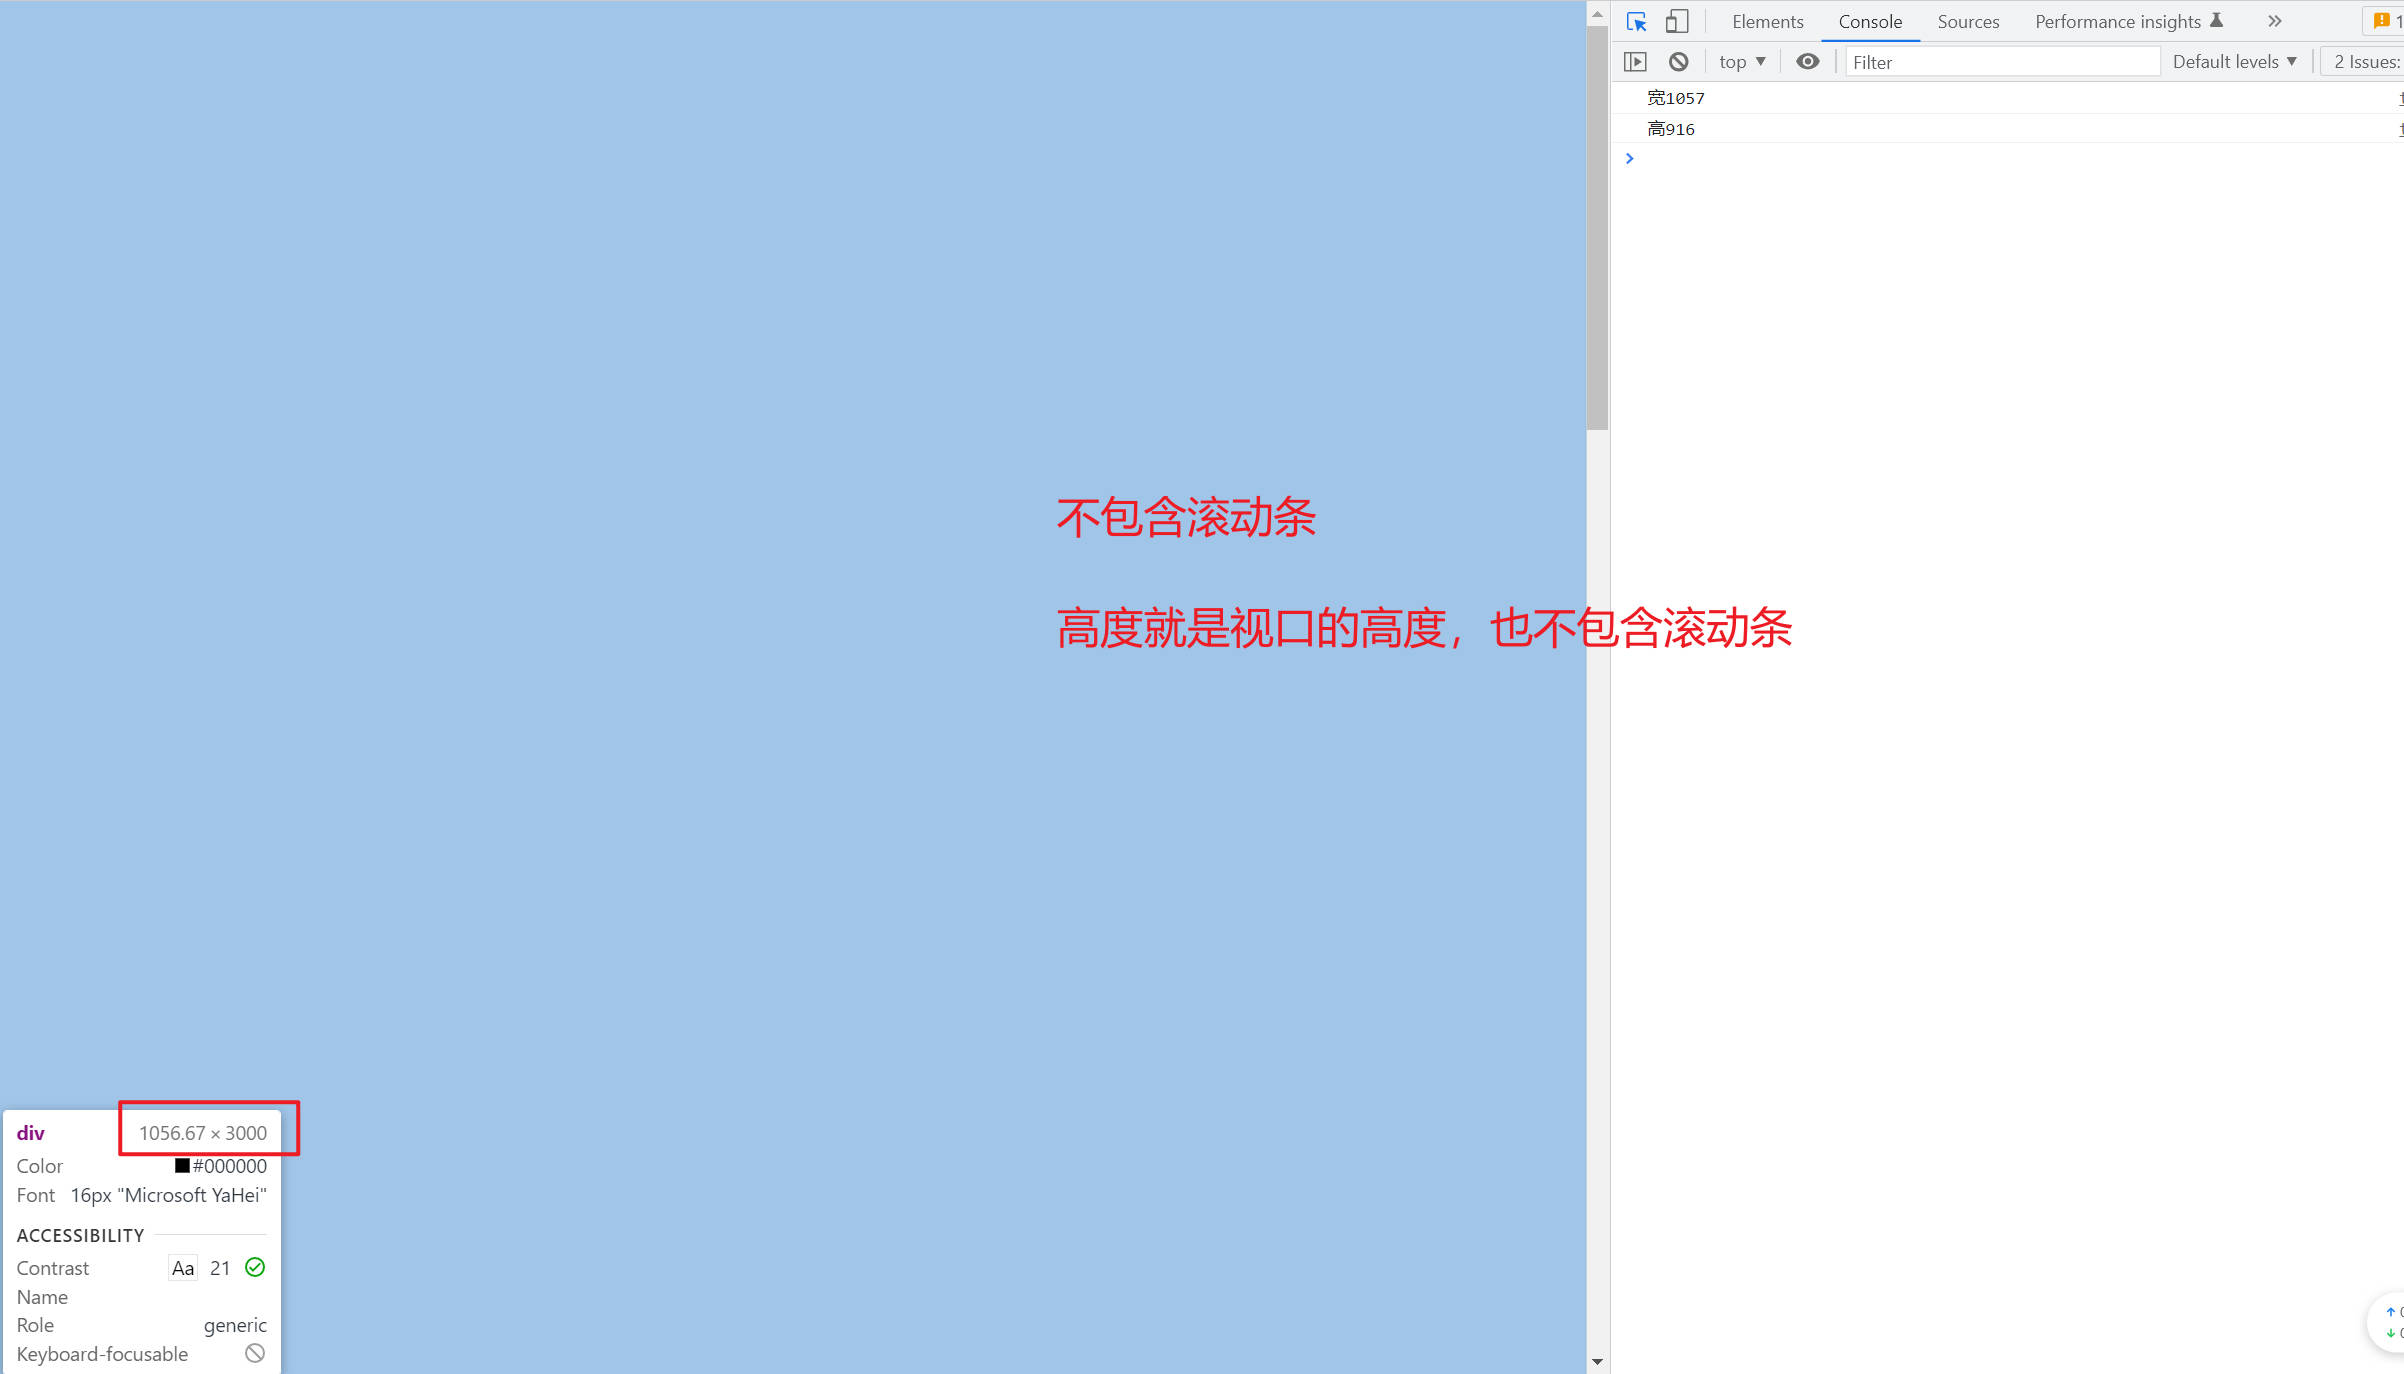 Elements Console Sources Performance insights
top Filter Default levels 2 Issues:
宽1057
高916
不包含滚动条
高度就是视口的高度，也不包含滚动条
div 1056.67 × 3000
Color #000000
Font 16px "Microsoft YaHei"
ACCESSIBILITY
Contrast Aa 21
Name
Role generic
Keyboard-focusable